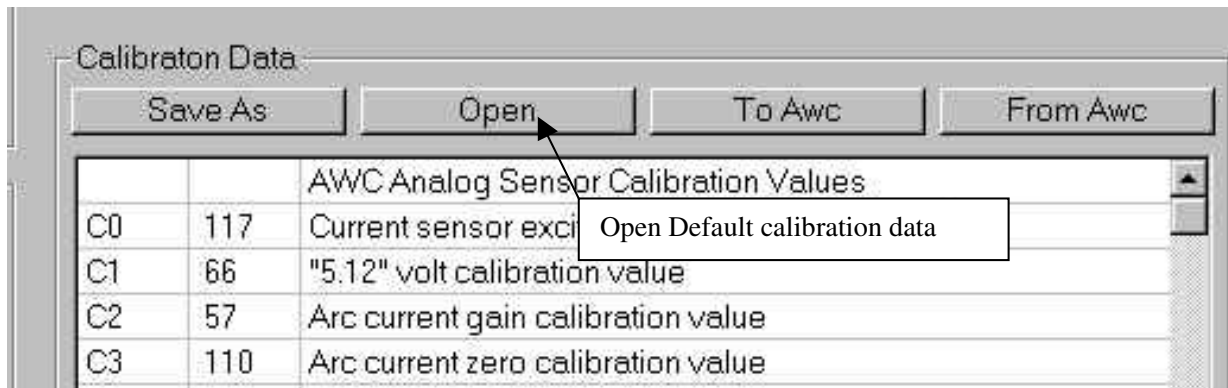 Calibraton Data
Save As Open To Awc From Awc
AWC Analog Sensor Calibration Values
C0 117 Current sensor exci
Open Default calibration data
C1 66 "5.12" volt calibration value
C2 57 Arc current gain calibration value
C3 110 Arc current zero calibration value